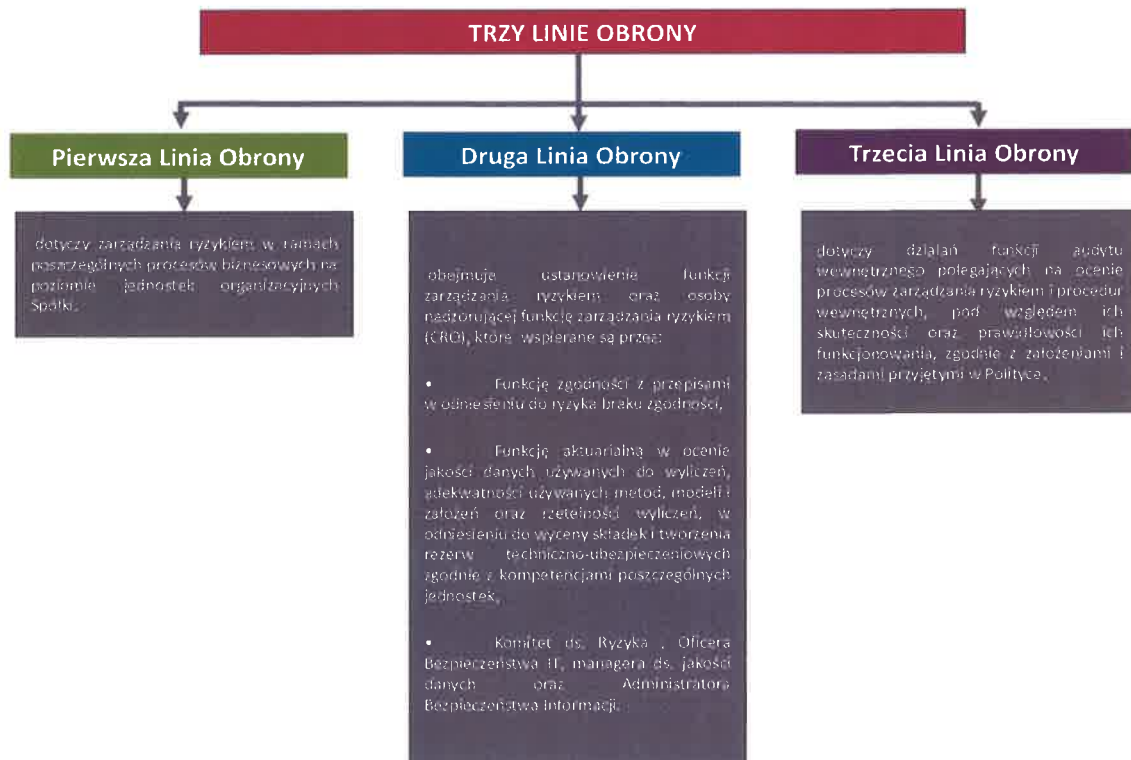 TRZY LINIE OBRONY
Pierwsza Linia Obrony
dotyczy zarządzania ryzykiem w ramach
poszczególnych procesów biznesowych na
poziomie jednostek organizacyjnych
Spółki.
Druga Linia Obrony
obejmuje ustanowienie funkcji
zarządzania ryzykiem oraz osoby
nadzorującej funkcję zarządzania ryzykiem
(CRO), które wspierane są przez:
• Funkcję zgodności z przepisami
w odniesieniu do ryzyka braku zgodności,
• Funkcję aktuarialną w ocenie
jakości danych używanych do wyliczeń,
adekwatności używanych metod, modeli i
założeń oraz rzetelności wyliczeń, w
odniesieniu do wyceny składek i tworzenia
rezerw techniczno-ubezpieczeniowych
zgodnie z kompetencjami poszczególnych
jednostek,
• Komitet ds. Ryzyka , Oficera
Bezpieczeństwa IT, managera ds. jakości
danych oraz Administratora
Bezpieczeństwa Informacji.
Trzecia Linia Obrony
dotyczy działań funkcji audytu
wewnętrznego polegających na ocenie
procesów zarządzania ryzykiem i procedur
wewnętrznych, pod względem ich
skuteczności oraz prawidłowości ich
funkcjonowania, zgodnie z założeniami i
zasadami przyjętymi w Polityce.